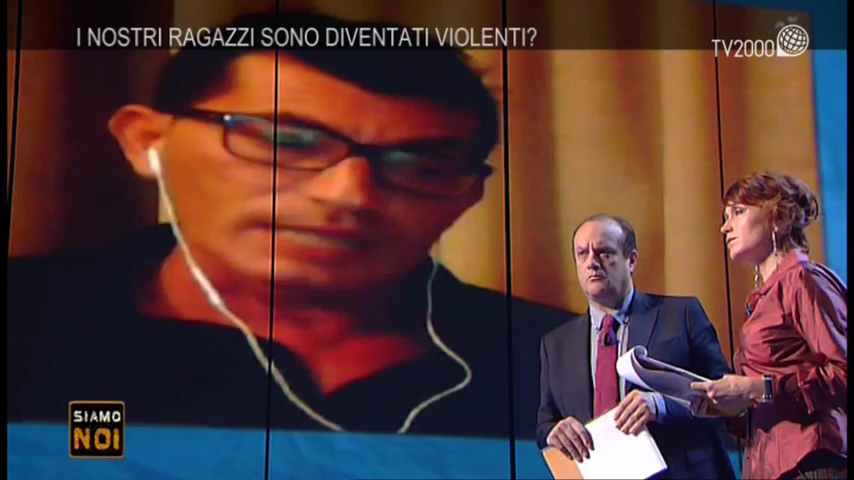 I NOSTRI RAGAZZI SONO DIVENTATI VIOLENTI?
TV2000
SIAMO
NOI